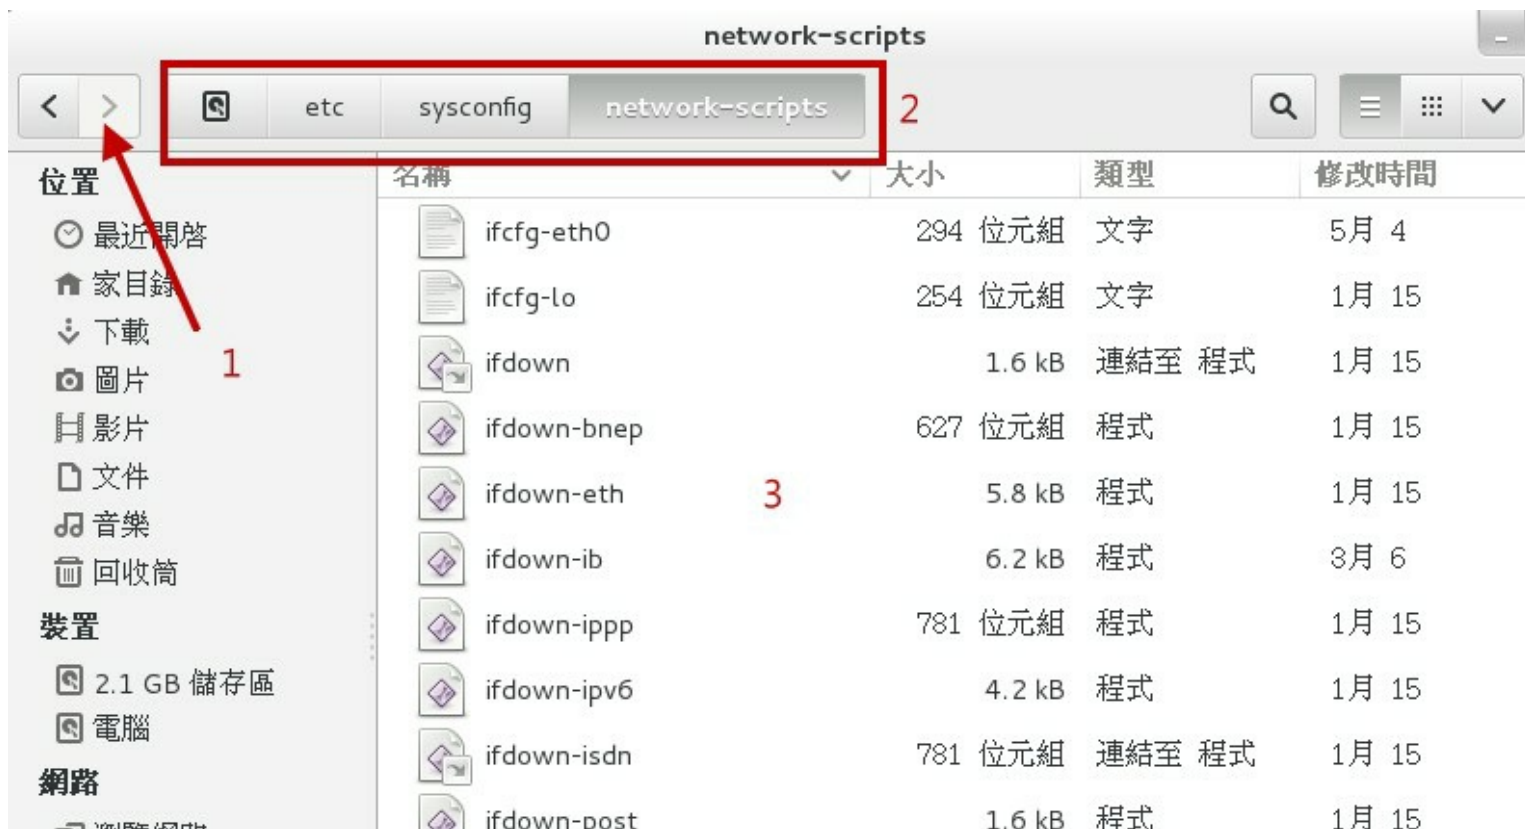 network-scripts
etc sysconfig network-scripts 2
位置
最近開啓
家目錄
下載
1
圖片
影片
文件
音樂
回收筒
裝置
2.1 GB 儲存區
電腦
網路
瀏覽網路
名稱 大小 類型 修改時間
ifcfg-eth0 294 位元組 文字 5月 4
ifcfg-lo 254 位元組 文字 1月 15
ifdown 1.6 kB 連結至 程式 1月 15
ifdown-bnep 627 位元組 程式 1月 15
ifdown-eth 3 5.8 kB 程式 1月 15
ifdown-ib 6.2 kB 程式 3月 6
ifdown-ippp 781 位元組 程式 1月 15
ifdown-ipv6 4.2 kB 程式 1月 15
ifdown-isdn 781 位元組 連結至 程式 1月 15
ifdown-post 1.6 kB 程式 1月 15